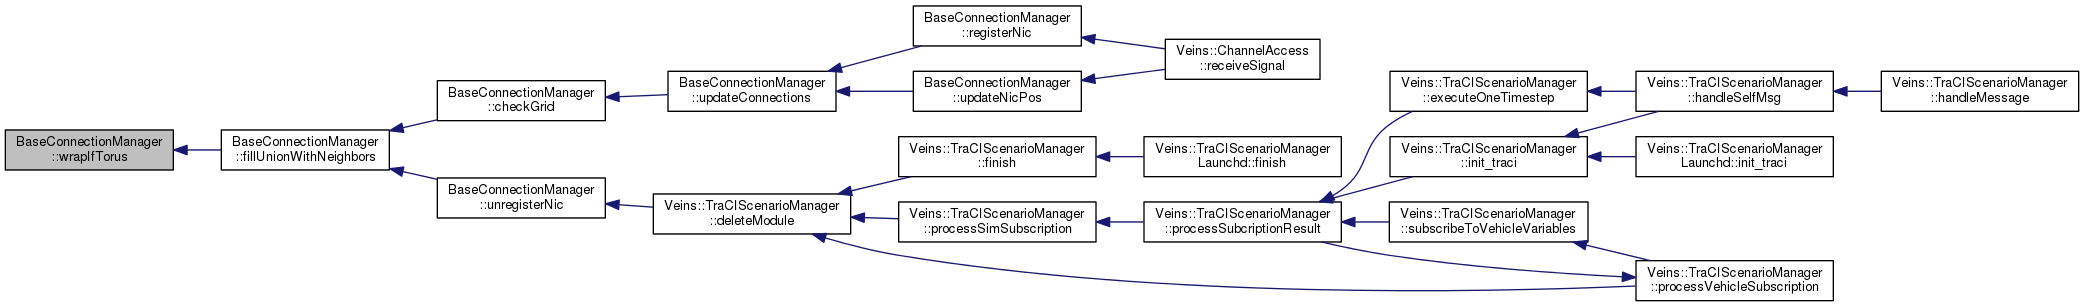 BaseConnectionManager
::wrapIfTorus
BaseConnectionManager
::fillUnionWithNeighbors
BaseConnectionManager
::checkGrid
BaseConnectionManager
::unregisterNic
BaseConnectionManager
::updateConnections
Veins::TraCIScenarioManager
::deleteModule
BaseConnectionManager
::registerNic
BaseConnectionManager
::updateNicPos
Veins::TraCIScenarioManager
::finish
Veins::TraCIScenarioManager
::processSimSubscription
Veins::ChannelAccess
::receiveSignal
Veins::TraCIScenarioManager
Launchd::finish
Veins::TraCIScenarioManager
::processSubcriptionResult
Veins::TraCIScenarioManager
::executeOneTimestep
Veins::TraCIScenarioManager
::init_traci
Veins::TraCIScenarioManager
::subscribeToVehicleVariables
Veins::TraCIScenarioManager
::handleSelfMsg
Veins::TraCIScenarioManager
Launchd::init_traci
Veins::TraCIScenarioManager
::processVehicleSubscription
Veins::TraCIScenarioManager
::handleMessage